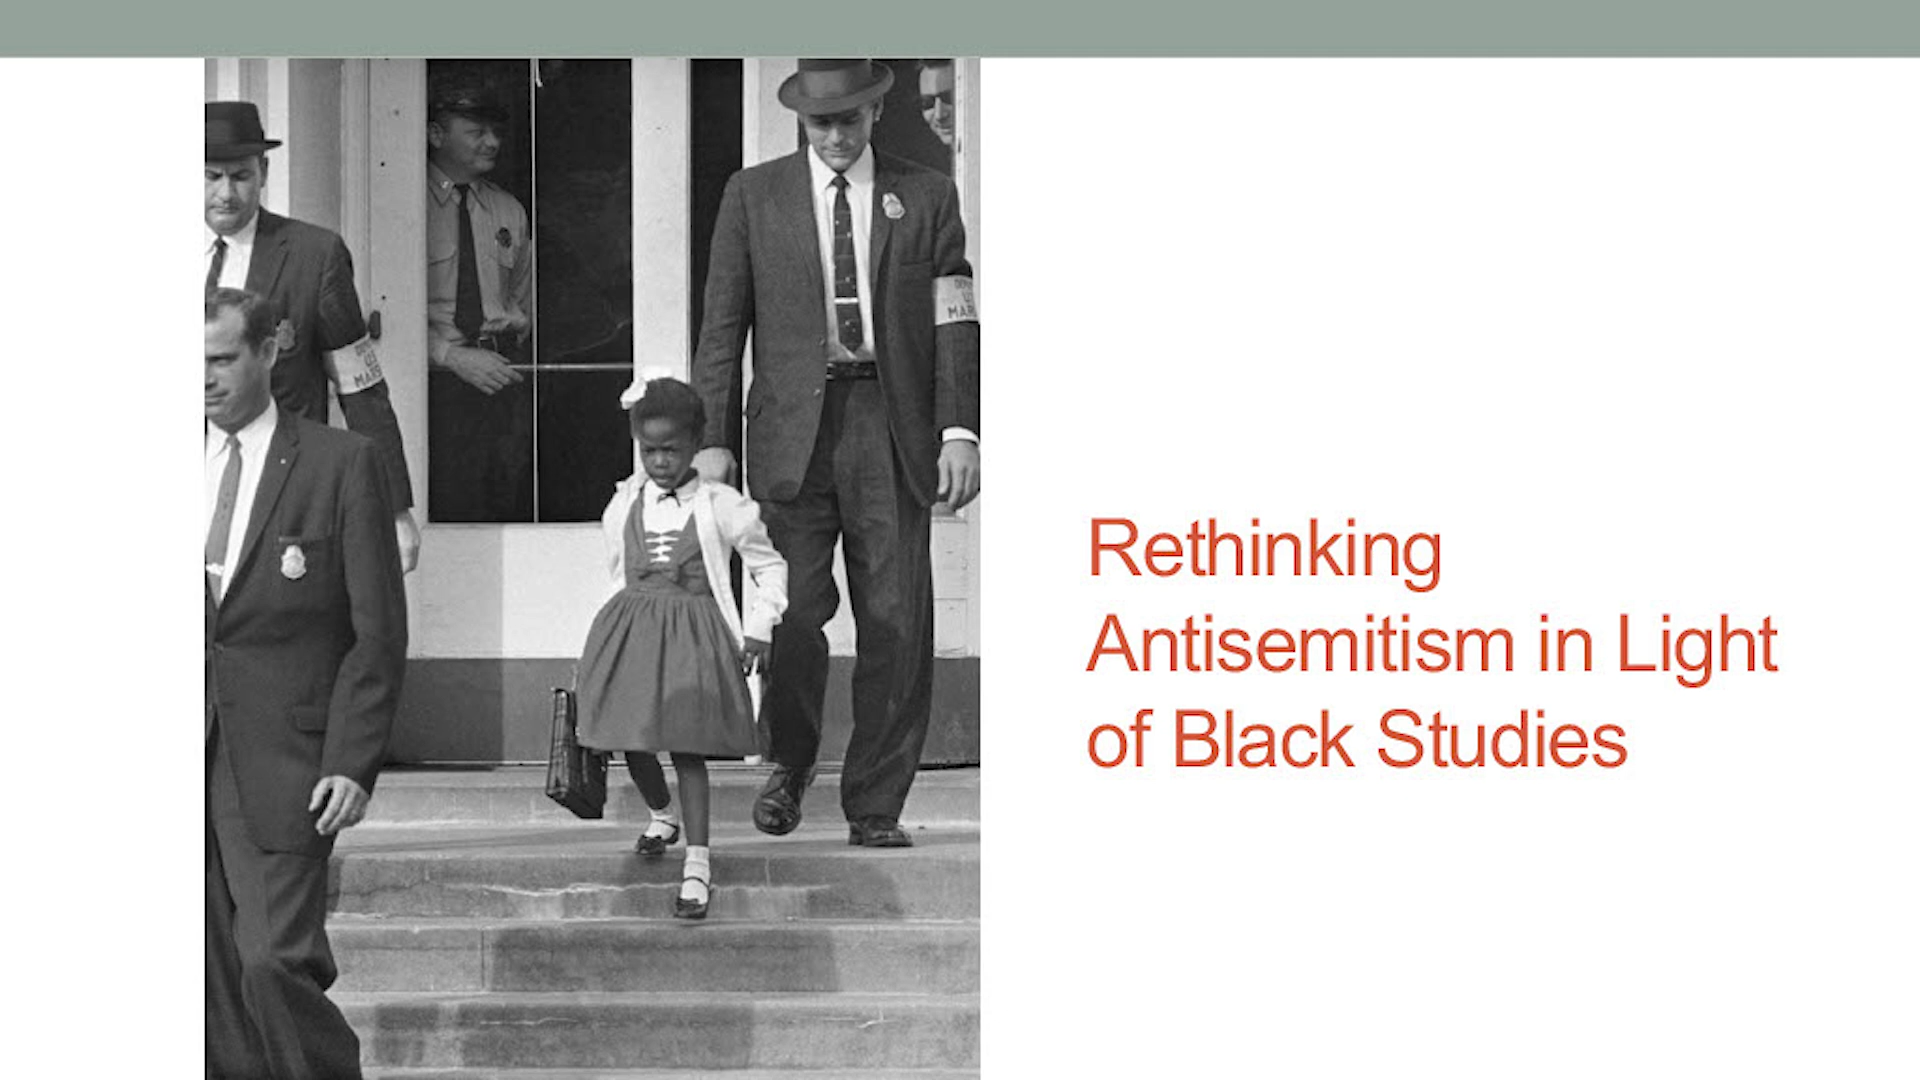 Rethinking
Antisemitism in Light
of Black Studies